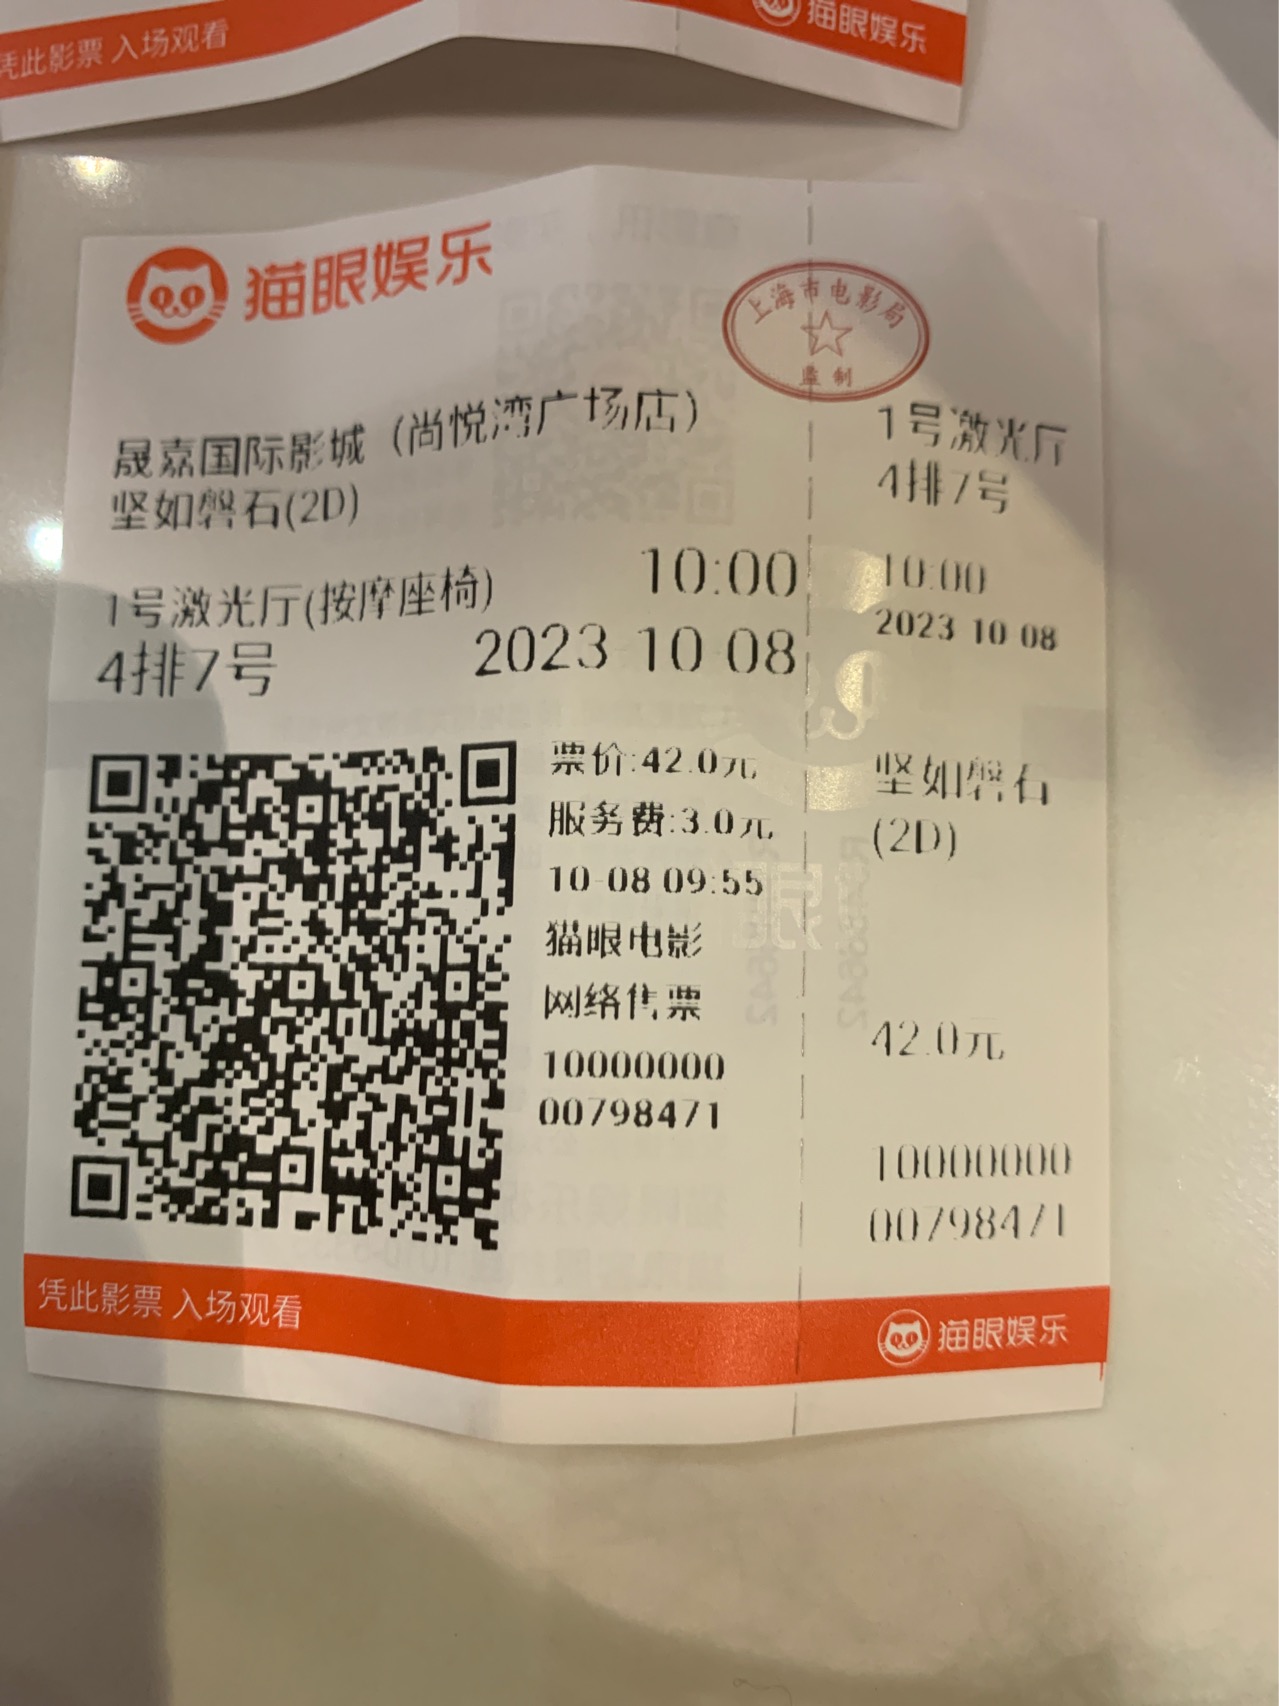 凭此影票 入场观看
猫眼娱乐
猫眼娱乐
上海市电影局
监制
晟嘉国际影城（尚悦湾广场店）
坚如磐石(2D)
10:00
1号激光厅(按摩座椅)
2023 10 08
4排7号
票价:42.0元
服务费:3.0元
10-08 09:55
猫眼电影
网络售票
10000000
00798471
1号激光厅
4排7号
10:00
2023 10 08
坚如磐石
(2D)
42.0元
10000000
00798471
凭此影票 入场观看
猫眼娱乐